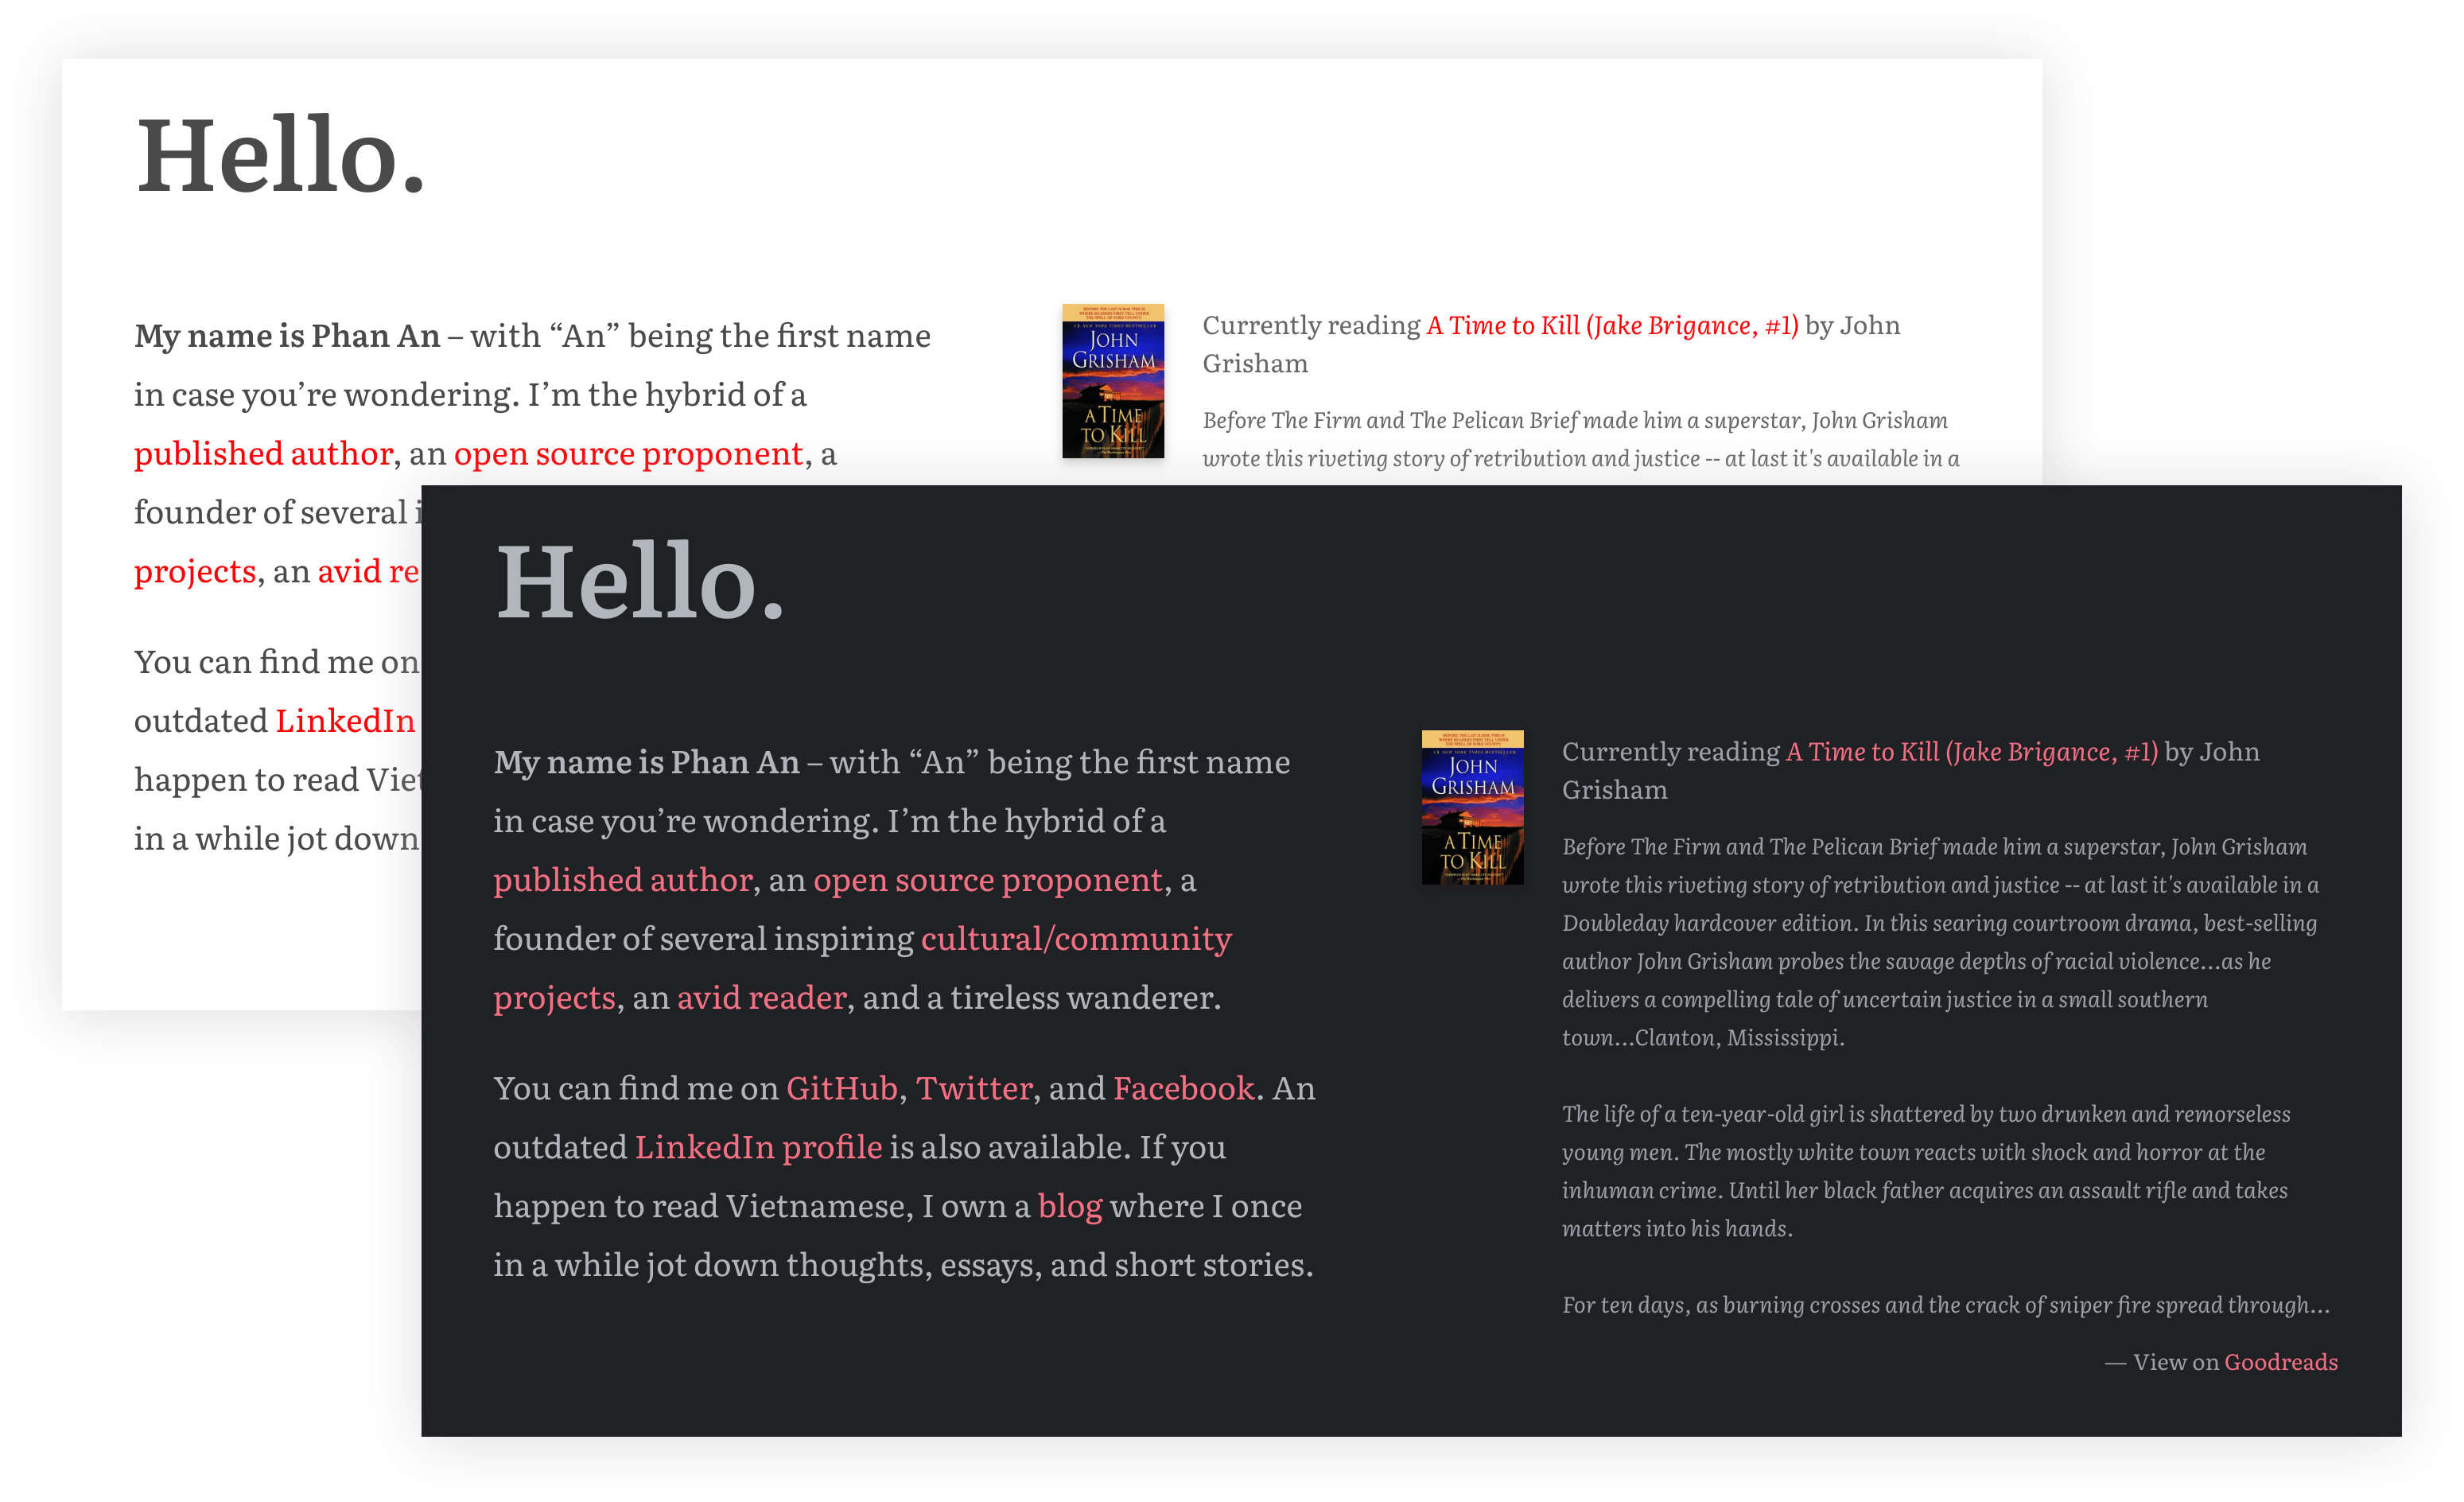 Hello.
My name is Phan An – with “An” being the first name
in case you’re wondering. I’m the hybrid of a
published author, an open source proponent, a
founder of several
projects, an avid re
You can find me on
outdated LinkedIn
happen to read Viet
in a while jot down
JOHN
GRISHAM
A TIME
TO KILL
Currently reading A Time to Kill (Jake Brigance, #1) by John
Grisham
Before The Firm and The Pelican Brief made him a superstar, John Grisham
wrote this riveting story of retribution and justice -- at last it's available in a
Hello.
My name is Phan An – with “An” being the first name
in case you’re wondering. I’m the hybrid of a
published author, an open source proponent, a
founder of several inspiring cultural/community
projects, an avid reader, and a tireless wanderer.
You can find me on GitHub, Twitter, and Facebook. An
outdated LinkedIn profile is also available. If you
happen to read Vietnamese, I own a blog where I once
in a while jot down thoughts, essays, and short stories.
JOHN
GRISHAM
A TIME
TO KILL
Currently reading A Time to Kill (Jake Brigance, #1) by John
Grisham
Before The Firm and The Pelican Brief made him a superstar, John Grisham
wrote this riveting story of retribution and justice -- at last it's available in a
Doubleday hardcover edition. In this searing courtroom drama, best-selling
author John Grisham probes the savage depths of racial violence...as he
delivers a compelling tale of uncertain justice in a small southern
town...Clanton, Mississippi.
The life of a ten-year-old girl is shattered by two drunken and remorseless
young men. The mostly white town reacts with shock and horror at the
inhuman crime. Until her black father acquires an assault rifle and takes
matters into his hands.
For ten days, as burning crosses and the crack of sniper fire spread through...
— View on Goodreads